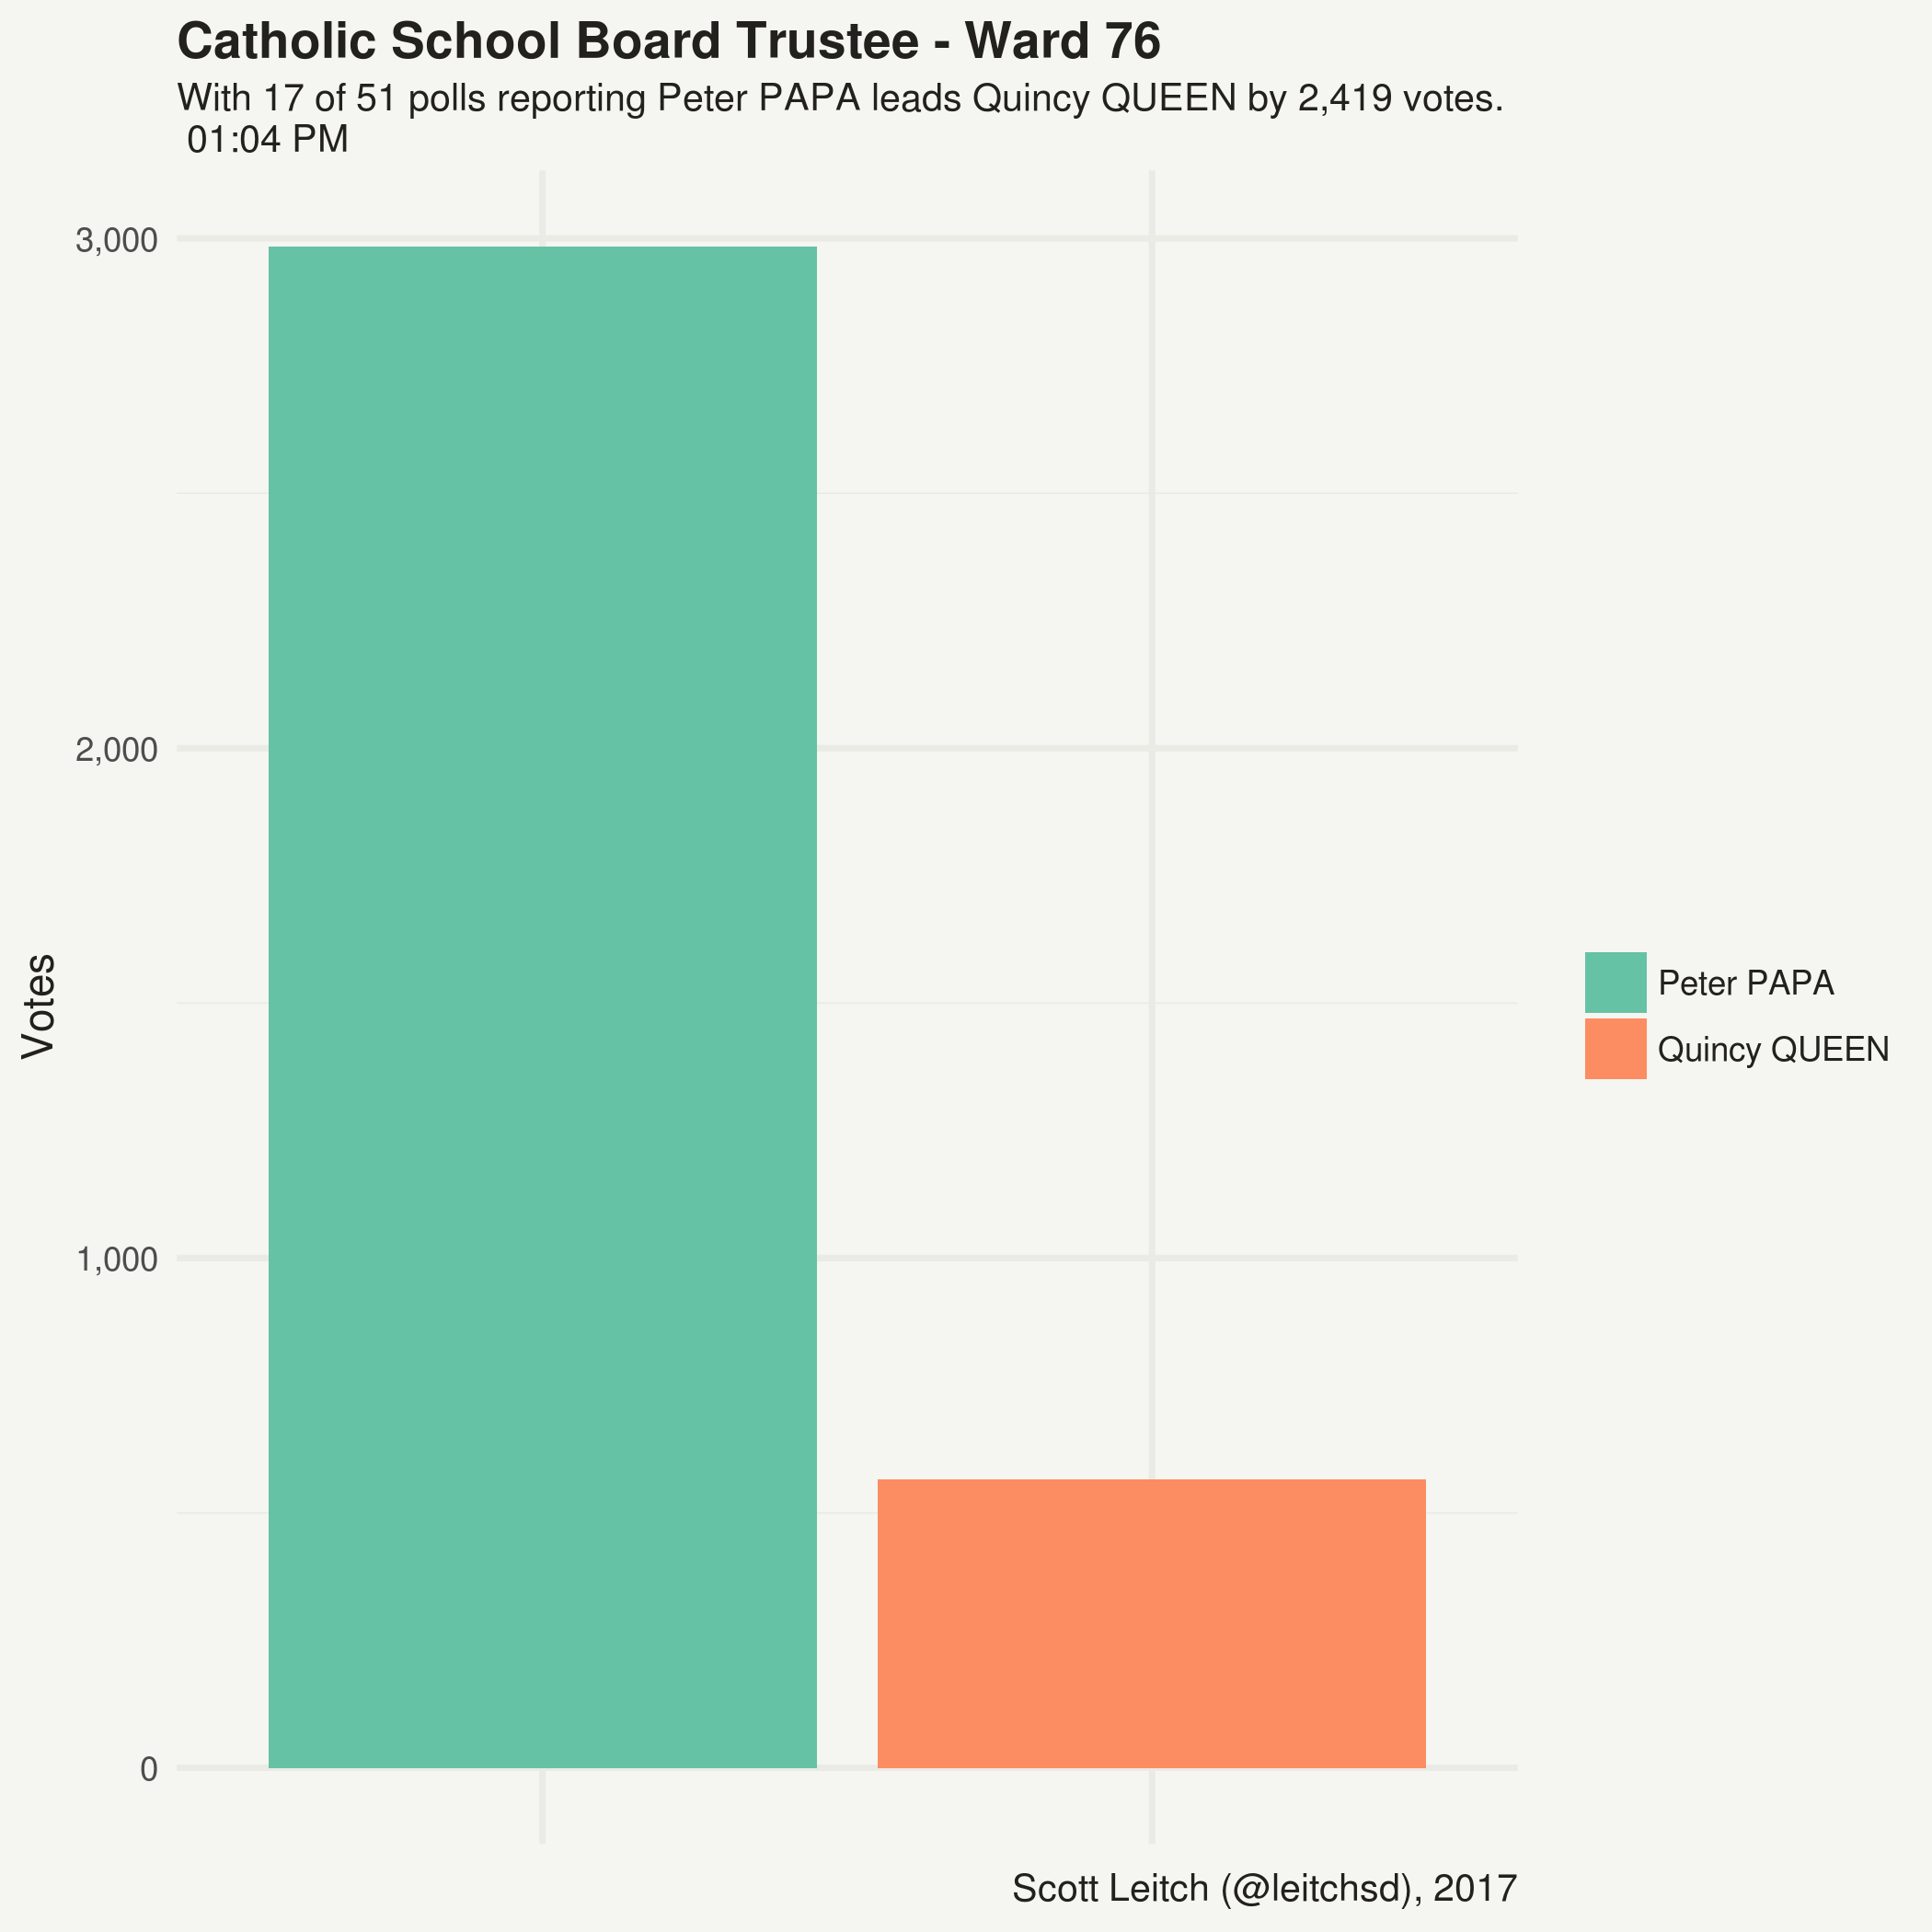 Catholic School Board Trustee - Ward 76
With 17 of 51 polls reporting Peter PAPA leads Quincy QUEEN by 2,419 votes.
01:04 PM
3,000
2,000
1,000
0
Votes
Peter PAPA
Quincy QUEEN
Scott Leitch (@leitchsd), 2017